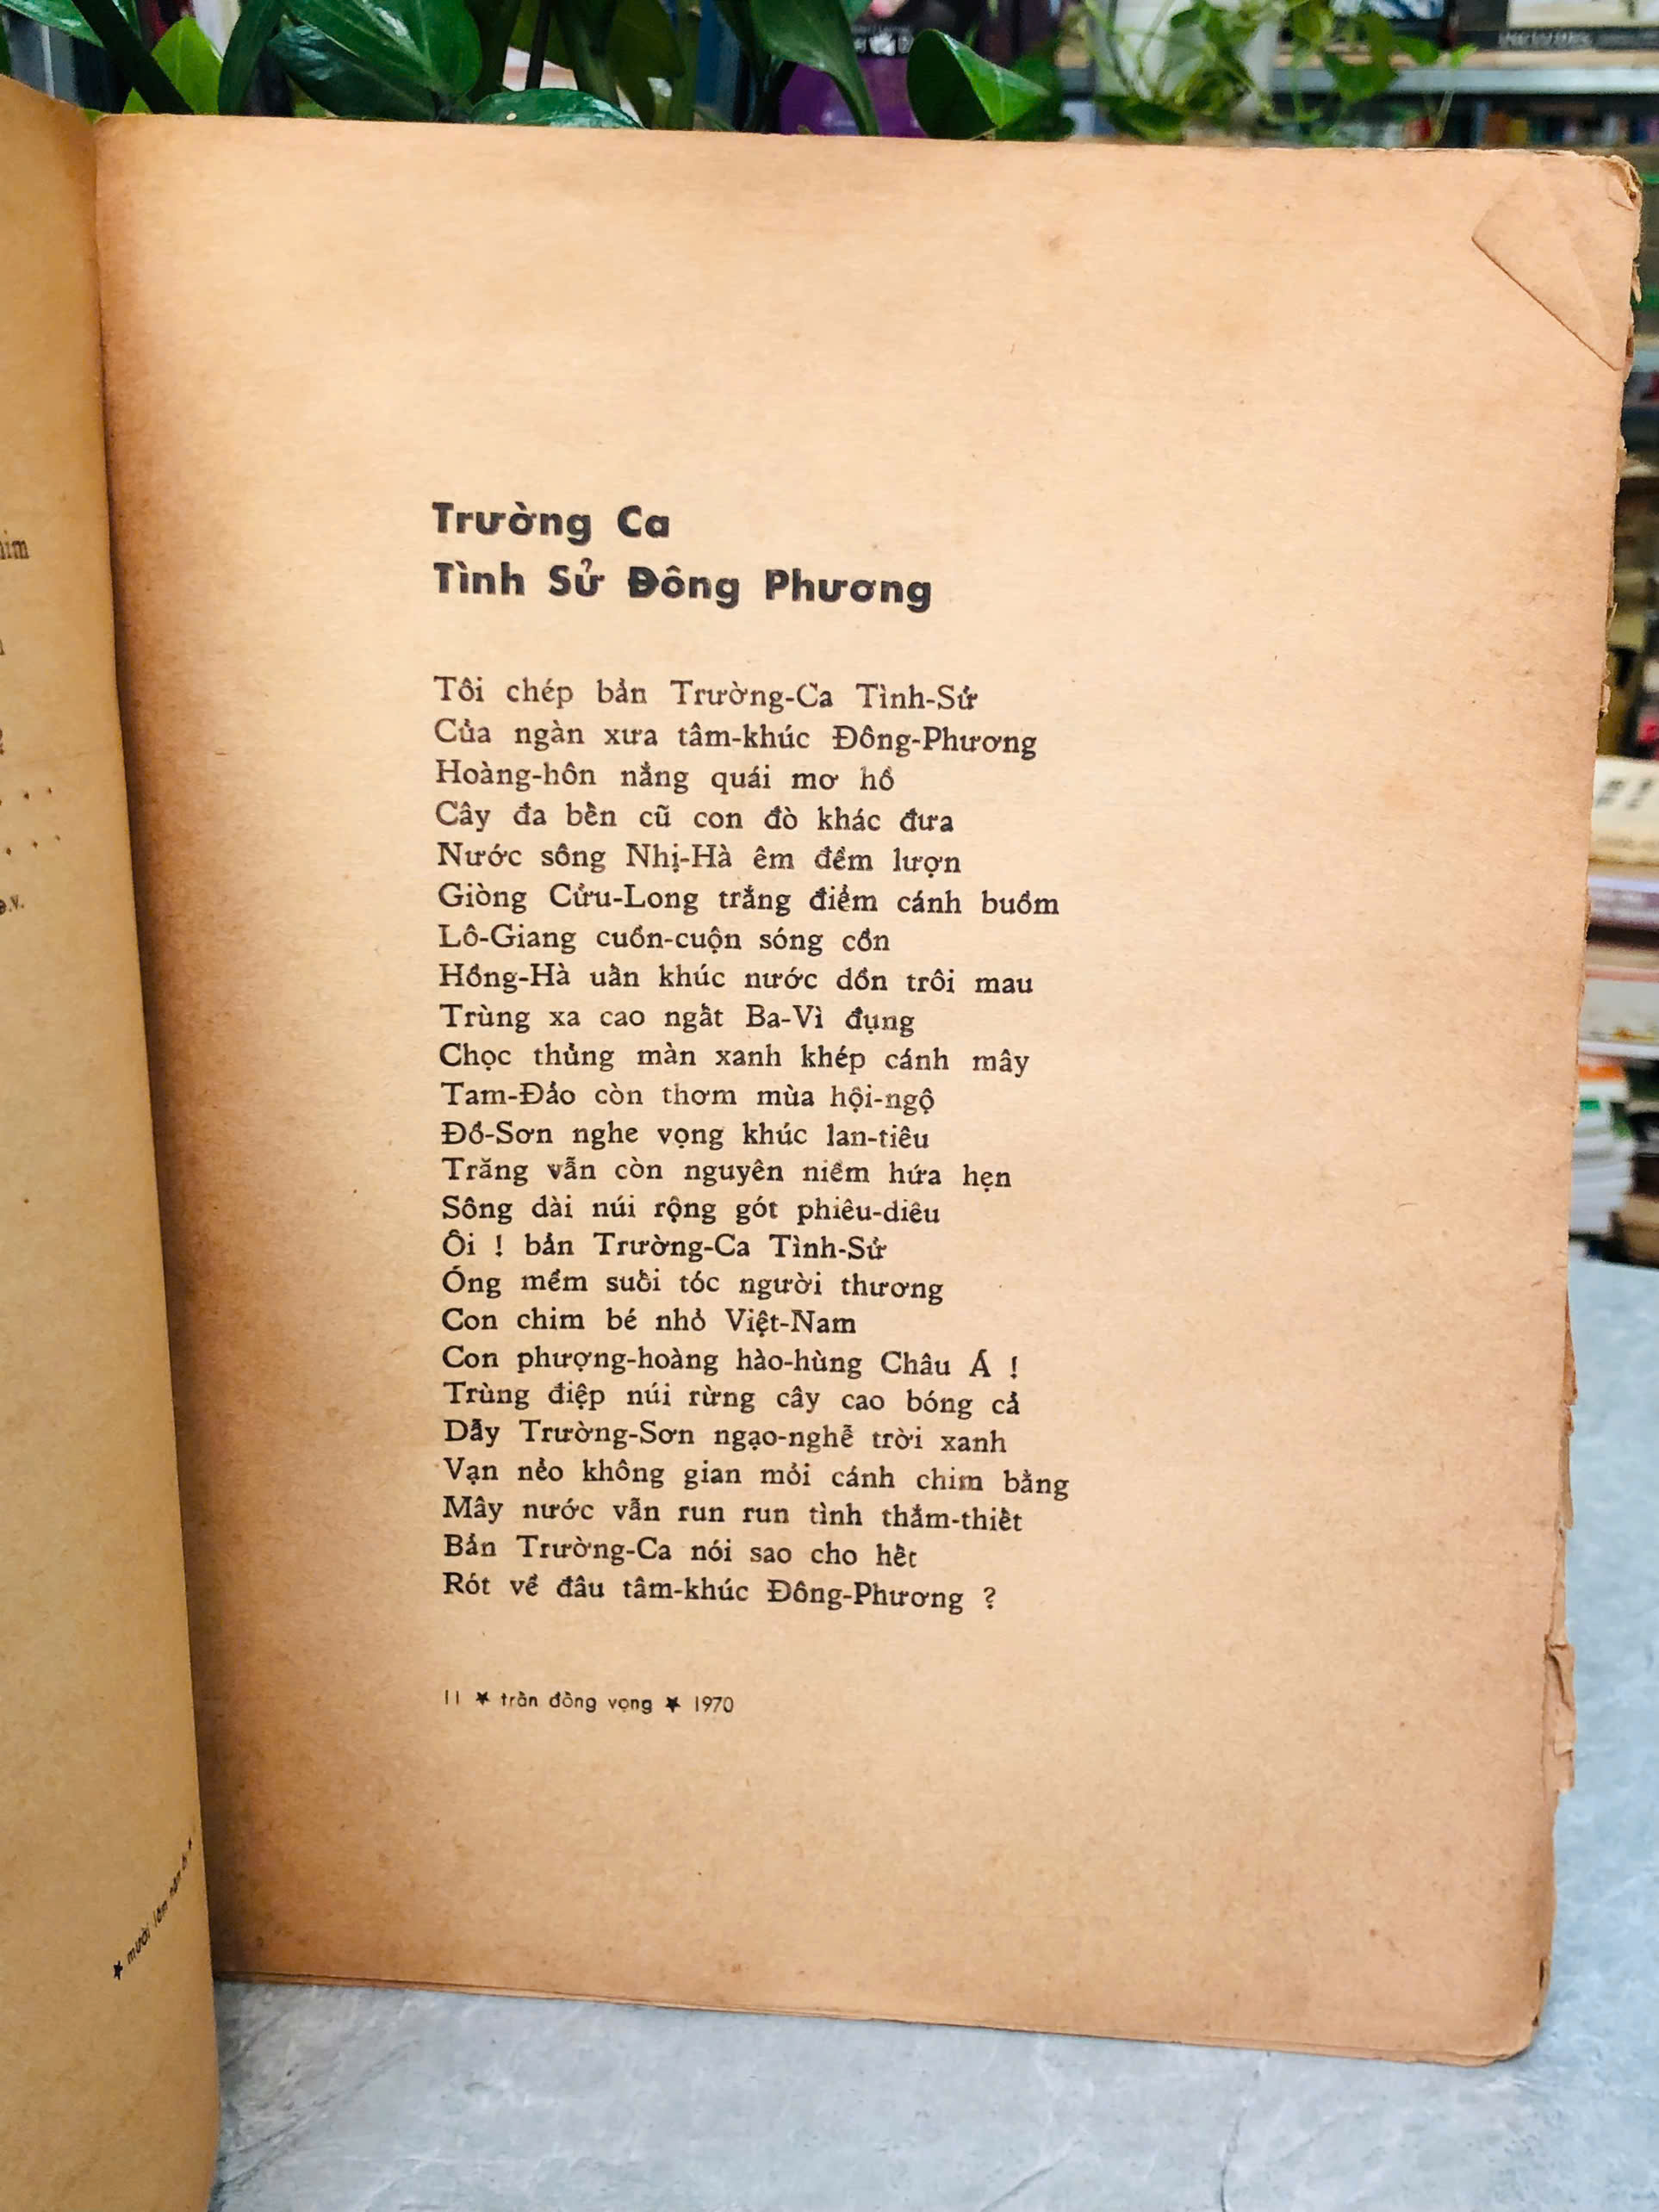 Trường Ca
Tình Sử Đông Phương
Tôi chép bản Trường-Ca Tình-Sử
Của ngàn xưa tâm-khúc Đông-Phương
Hoàng-hôn nắng quái mơ hồ
Cây đa bến cũ con đò khác đưa
Nước sông Nhị-Hà êm đềm lượn
Giòng Cửu-Long trắng điểm cánh buồm
Lô-Giang cuồn-cuộn sóng cồn
Hồng-Hà uẩn khúc nước dồn trôi mau
Trùng xa cao ngất Ba-Vì đụng
Chọc thủng màn xanh khép cánh mây
Tam-Đảo còn thơm mùa hội-ngộ
Đồ-Sơn nghe vọng khúc lan-tiêu
Trăng vẫn còn nguyên niềm hứa hẹn
Sông dài núi rộng gót phiêu-diêu
Ôi ! bản Trường-Ca Tình-Sử
Óng mềm suối tóc người thương
Con chim bé nhỏ Việt-Nam
Con phượng-hoàng hào-hùng Châu Á !
Trùng điệp núi rừng cây cao bóng cả
Dẫy Trường-Sơn ngạo-nghễ trời xanh
Vạn nẻo không gian mỏi cánh chim bằng
Mây nước vẫn run run tình thắm-thiết
Bản Trường-Ca nói sao cho hết
Rót về đâu tâm-khúc Đông-Phương ?
11 ★ trần đồng vọng ★ 1970
★ mười lăm